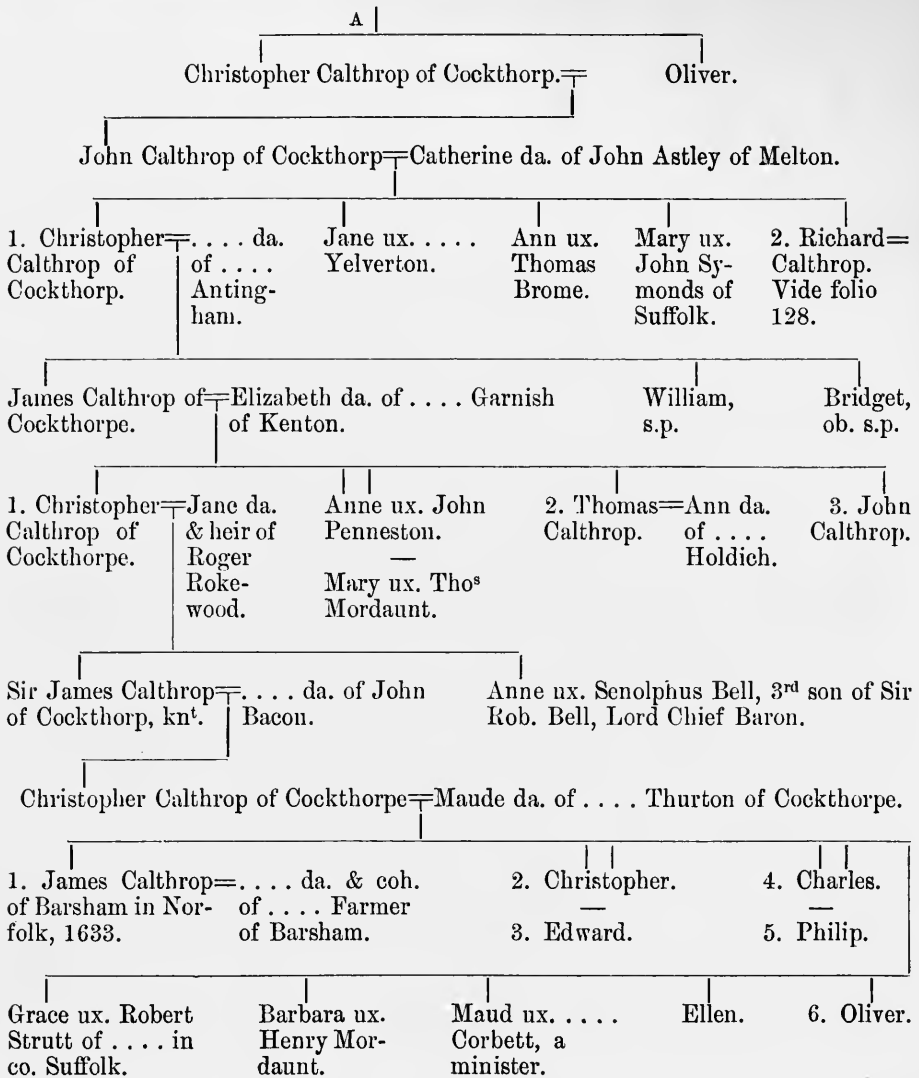 A
Christopher Calthrop of Cockthorp.
Oliver.
John Calthrop of Cockthorp=Catherine da. of John Astley of Melton.
1. Christopher=
Calthrop of
Cockthorp.
. . . . da.
of . . . .
Anting-
ham.
Jane ux. . . . . .
Yelverton.
Ann ux.
Thomas
Brome.
Mary ux.
John Sy-
monds of
Suffolk.
2. Richard=
Calthrop.
Vide folio
128.
James Calthrop of
Cockthorpe.
=Elizabeth da. of . . . . Garnish
of Kenton.
William,
s.p.
Bridget,
ob. s.p.
1. Christopher=
Calthrop of
Cockthorpe.
Jane da.
& heir of
Roger
Roke-
wood.
Anne ux. John
Penneston.
—
Mary ux. Thoˢ
Mordaunt.
2. Thomas=
Calthrop.
Ann da.
of . . . .
Holdich.
3. John
Calthrop.
Sir James Calthrop=
of Cockthorp, knᵗ.
. . . . da. of John
Bacon.
Anne ux. Senolphus Bell, 3ʳᵈ son of Sir
Rob. Bell, Lord Chief Baron.
Christopher Calthrop of Cockthorpe=Maude da. of . . . . Thurton of Cockthorpe.
1. James Calthrop=
of Barsham in Nor-
folk, 1633.
. . . . da. & coh.
of . . . . Farmer
of Barsham.
2. Christopher.
—
3. Edward.
4. Charles.
—
5. Philip.
Grace ux. Robert
Strutt of . . . . in
co. Suffolk.
Barbara ux.
Henry Mor-
daunt.
Maud ux. . . . . .
Corbett, a
minister.
Ellen.
6. Oliver.